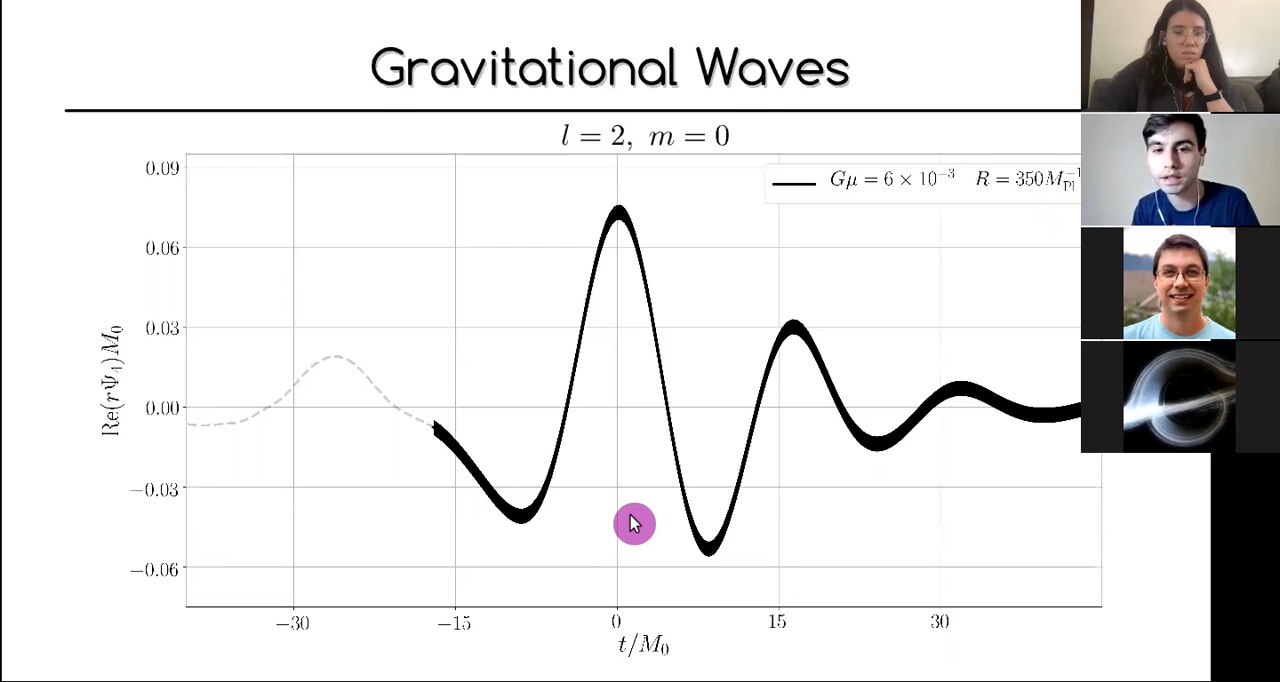 Gravitational Waves
l = 2, m = 0
Gμ = 6 × 10⁻³ R = 350M_Pl⁻¹
0.09
0.06
0.03
0.00
−0.03
−0.06
Re(rΨ₄)M₀
−30 −15 0 15 30
t/M₀